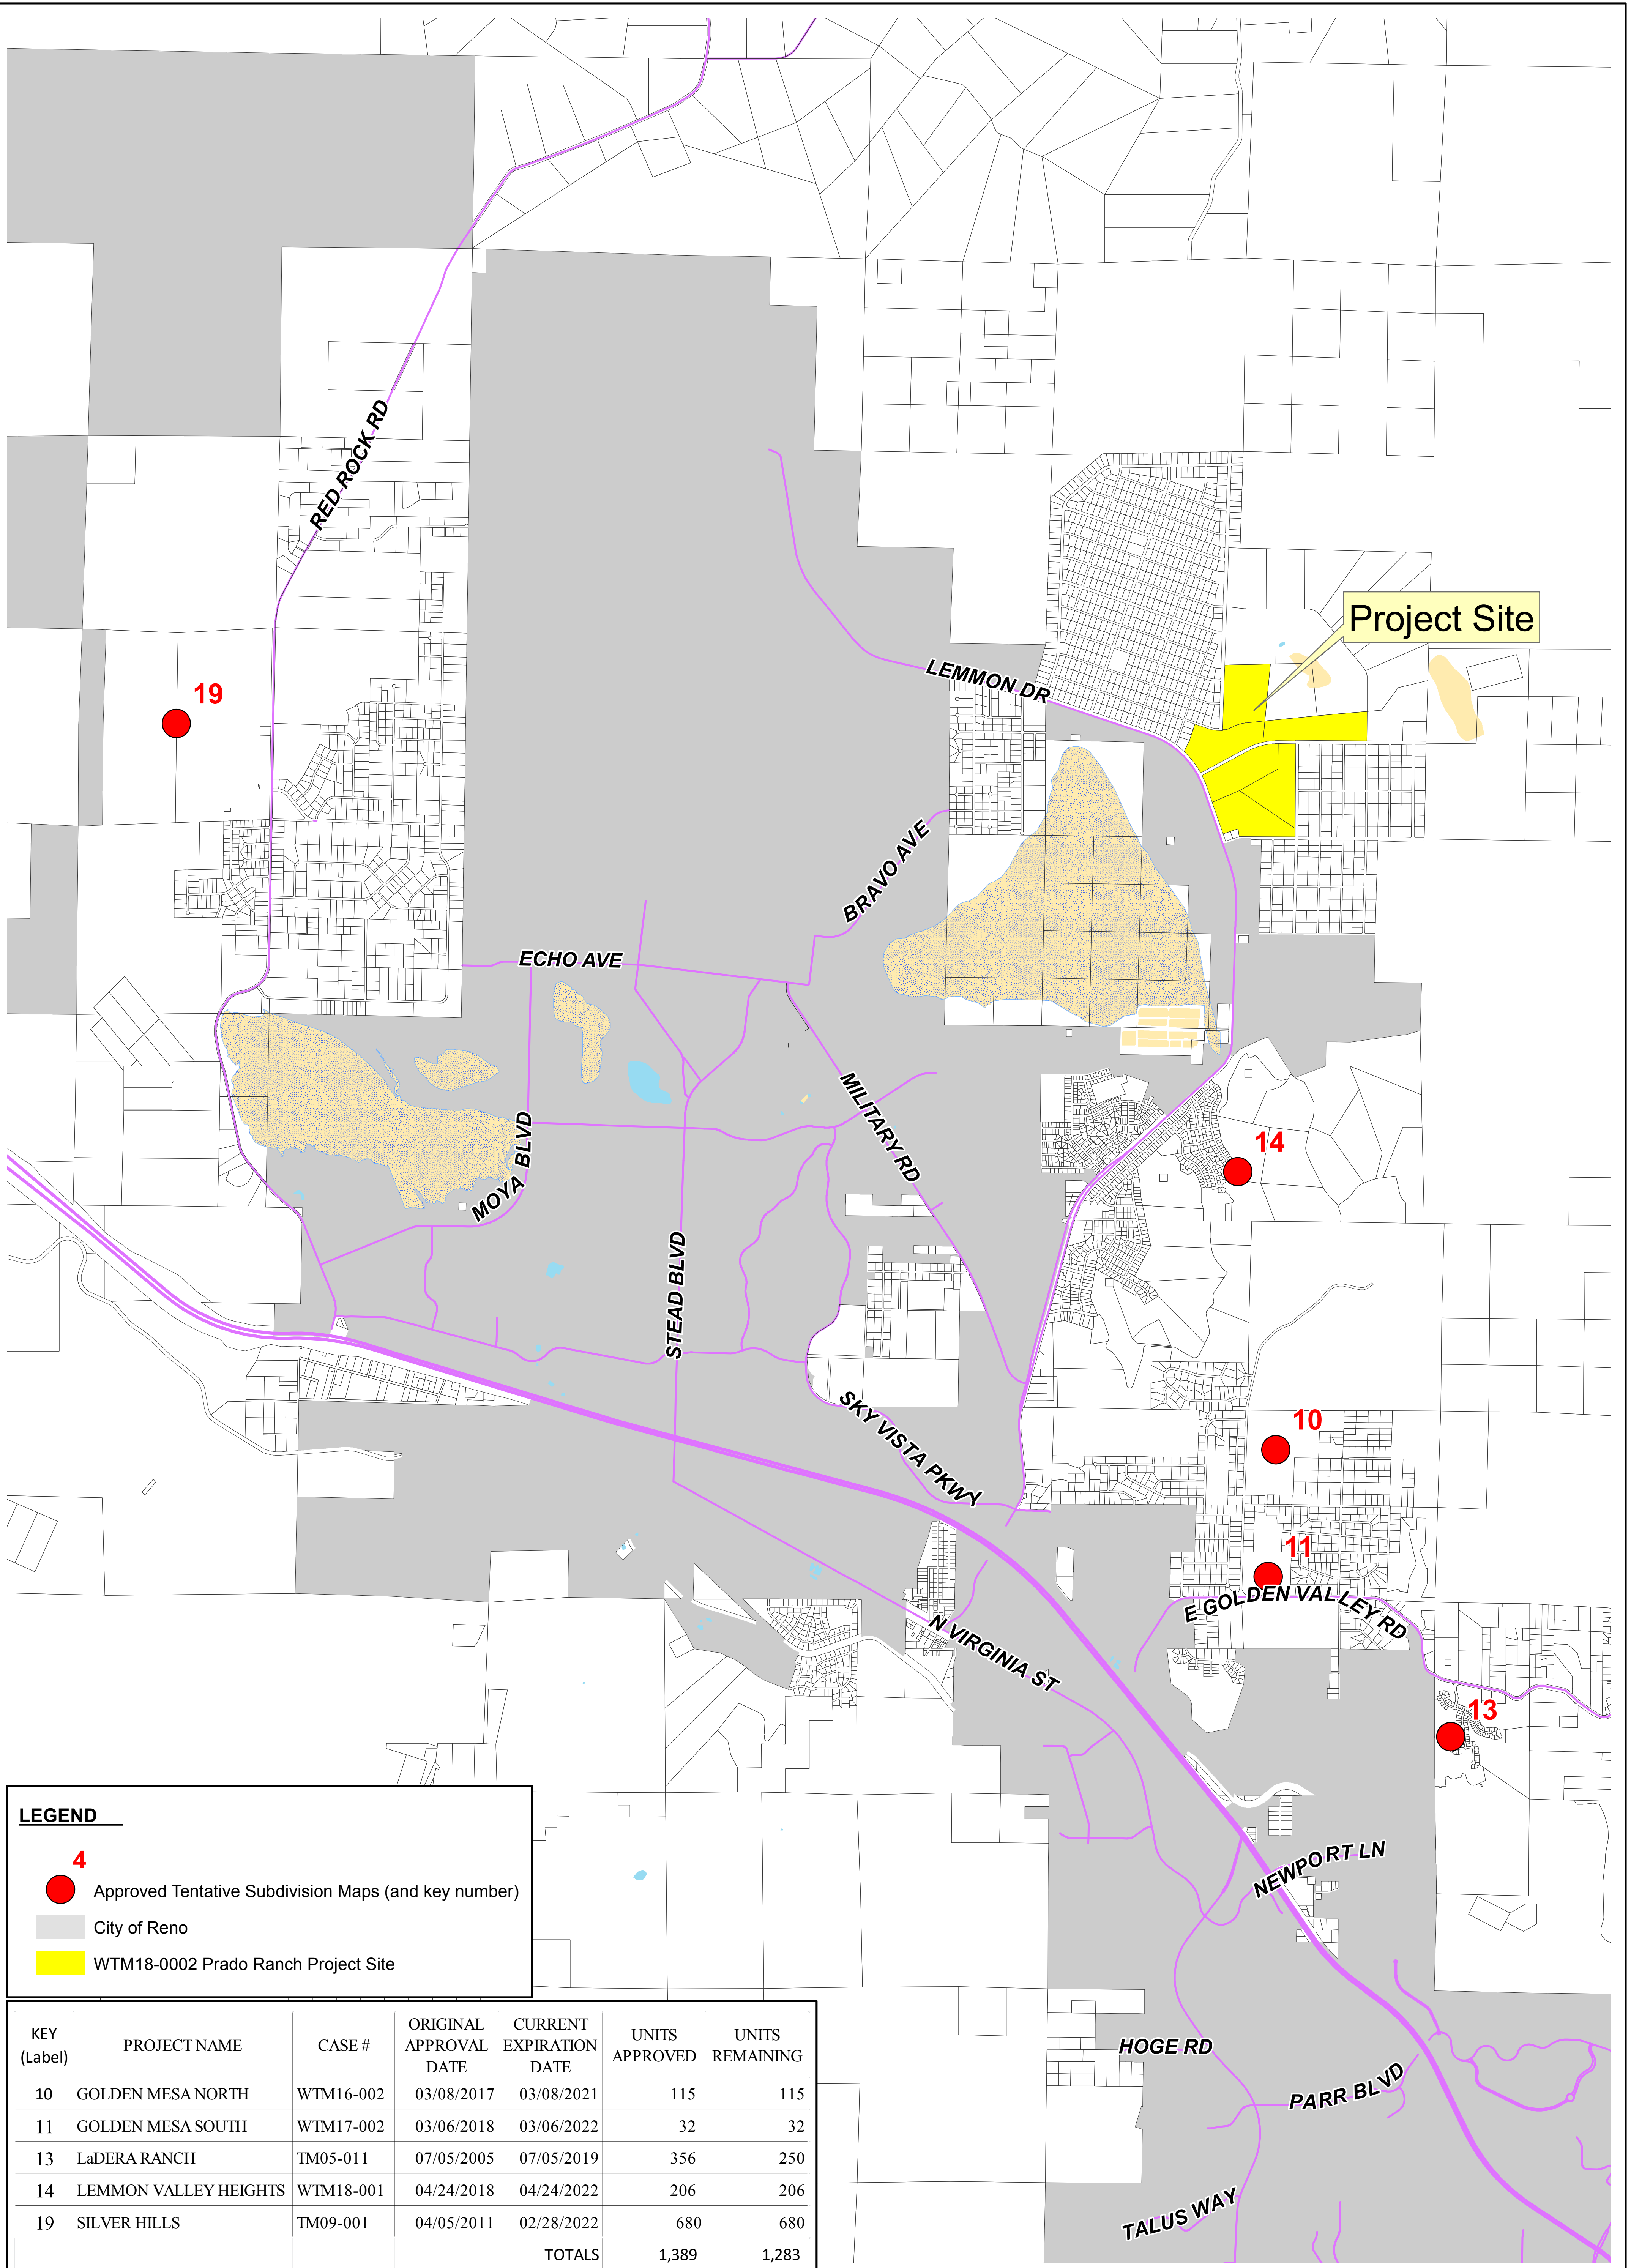 RED ROCK RD
Project Site
LEMMON DR
19
BRAVO AVE
ECHO AVE
MILITARY RD
MOYA BLVD
14
STEAD BLVD
SKY VISTA PKWY
10
11
E GOLDEN VALLEY RD
N VIRGINIA ST
13
NEWPORT LN
HOGE RD
PARR BLVD
TALUS WAY
LEGEND
4
Approved Tentative Subdivision Maps (and key number)
City of Reno
WTM18-0002 Prado Ranch Project Site
KEY (Label) PROJECT NAME CASE # ORIGINAL APPROVAL DATE CURRENT EXPIRATION DATE UNITS APPROVED UNITS REMAINING
10 GOLDEN MESA NORTH WTM16-002 03/08/2017 03/08/2021 115 115
11 GOLDEN MESA SOUTH WTM17-002 03/06/2018 03/06/2022 32 32
13 LaDERA RANCH TM05-011 07/05/2005 07/05/2019 356 250
14 LEMMON VALLEY HEIGHTS WTM18-001 04/24/2018 04/24/2022 206 206
19 SILVER HILLS TM09-001 04/05/2011 02/28/2022 680 680
TOTALS 1,389 1,283